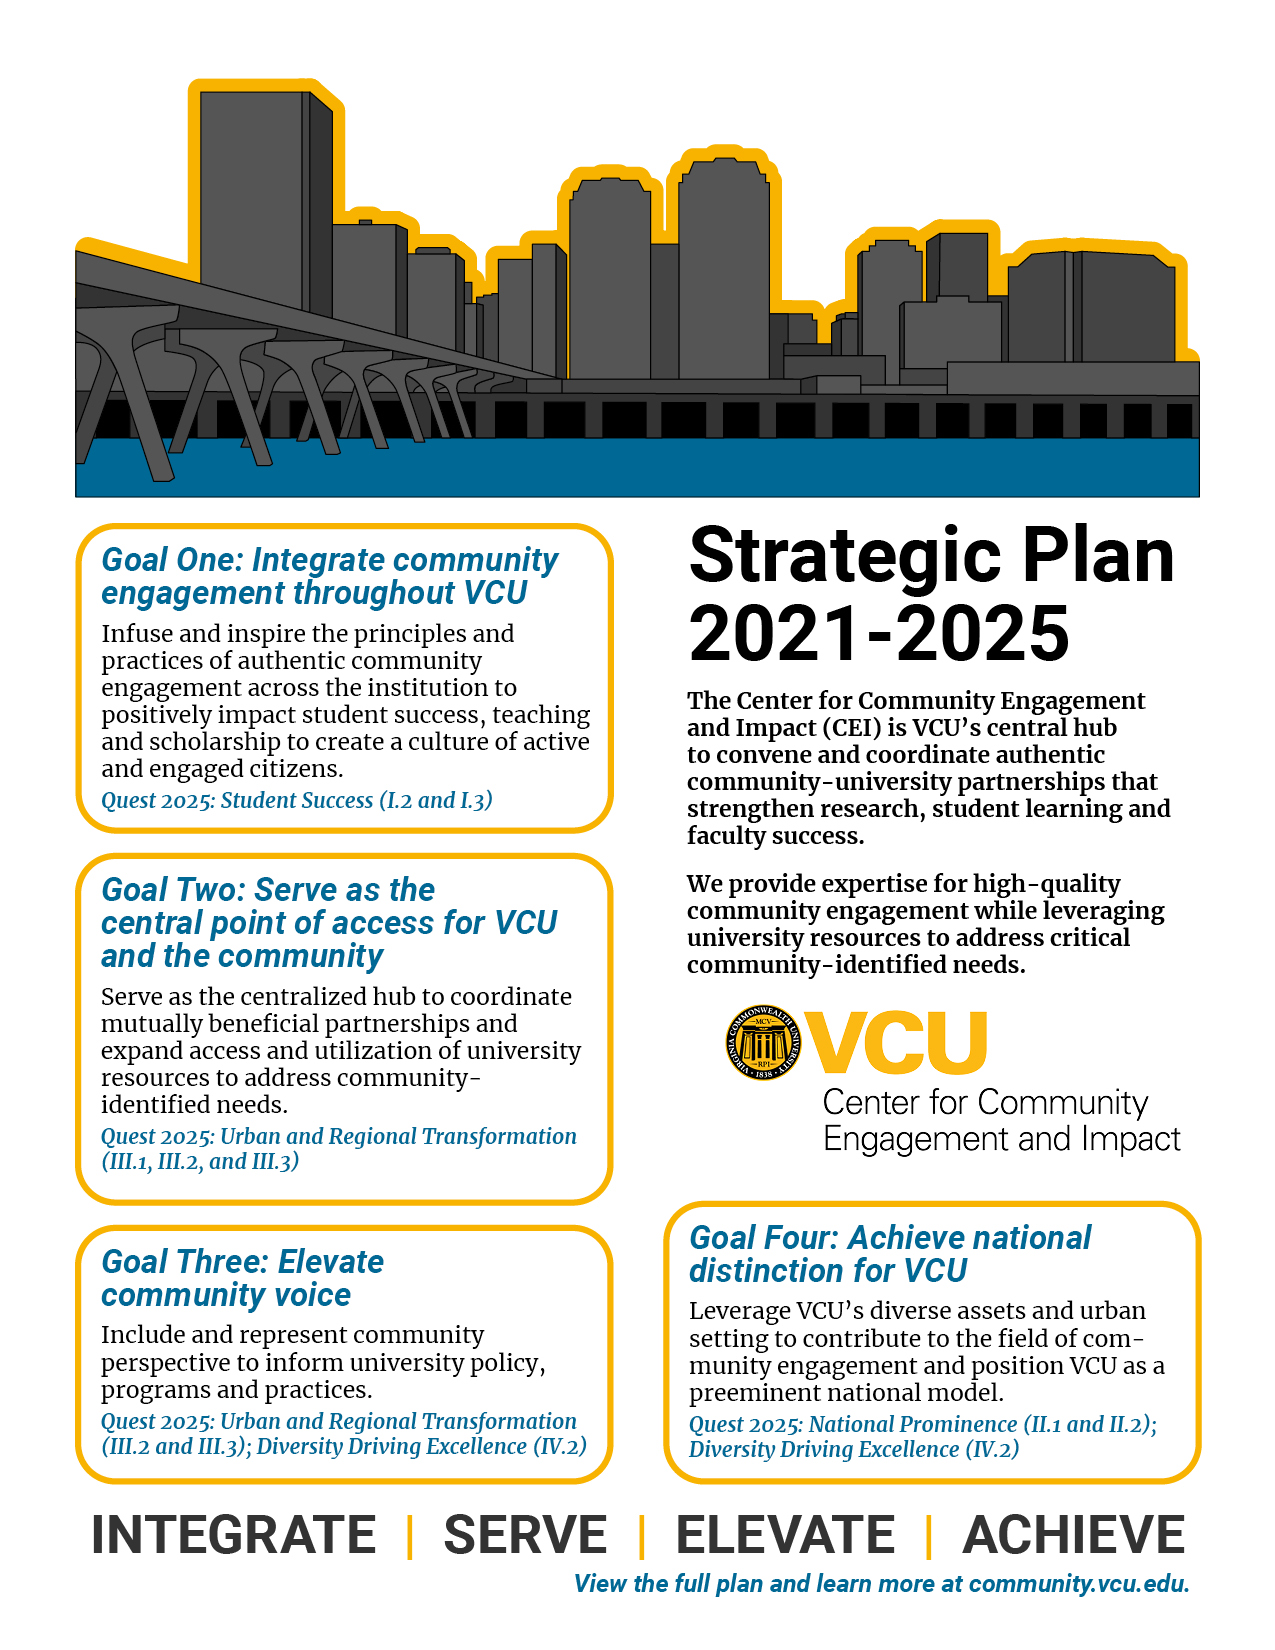 Goal One: Integrate community
engagement throughout VCU
Infuse and inspire the principles and
practices of authentic community
engagement across the institution to
positively impact student success, teaching
and scholarship to create a culture of active
and engaged citizens.
Quest 2025: Student Success (I.2 and I.3)
Goal Two: Serve as the
central point of access for VCU
and the community
Serve as the centralized hub to coordinate
mutually beneficial partnerships and
expand access and utilization of university
resources to address community-
identified needs.
Quest 2025: Urban and Regional Transformation
(III.1, III.2, and III.3)
Goal Three: Elevate
community voice
Include and represent community
perspective to inform university policy,
programs and practices.
Quest 2025: Urban and Regional Transformation
(III.2 and III.3); Diversity Driving Excellence (IV.2)
Strategic Plan
2021-2025
The Center for Community Engagement
and Impact (CEI) is VCU’s central hub
to convene and coordinate authentic
community-university partnerships that
strengthen research, student learning and
faculty success.
We provide expertise for high-quality
community engagement while leveraging
university resources to address critical
community-identified needs.
VIRGINIA COMMONWEALTH UNIVERSITY
MCV
RPI
· 1838 ·
VCU
Center for Community
Engagement and Impact
Goal Four: Achieve national
distinction for VCU
Leverage VCU’s diverse assets and urban
setting to contribute to the field of com-
munity engagement and position VCU as a
preeminent national model.
Quest 2025: National Prominence (II.1 and II.2);
Diversity Driving Excellence (IV.2)
INTEGRATE | SERVE | ELEVATE | ACHIEVE
View the full plan and learn more at community.vcu.edu.